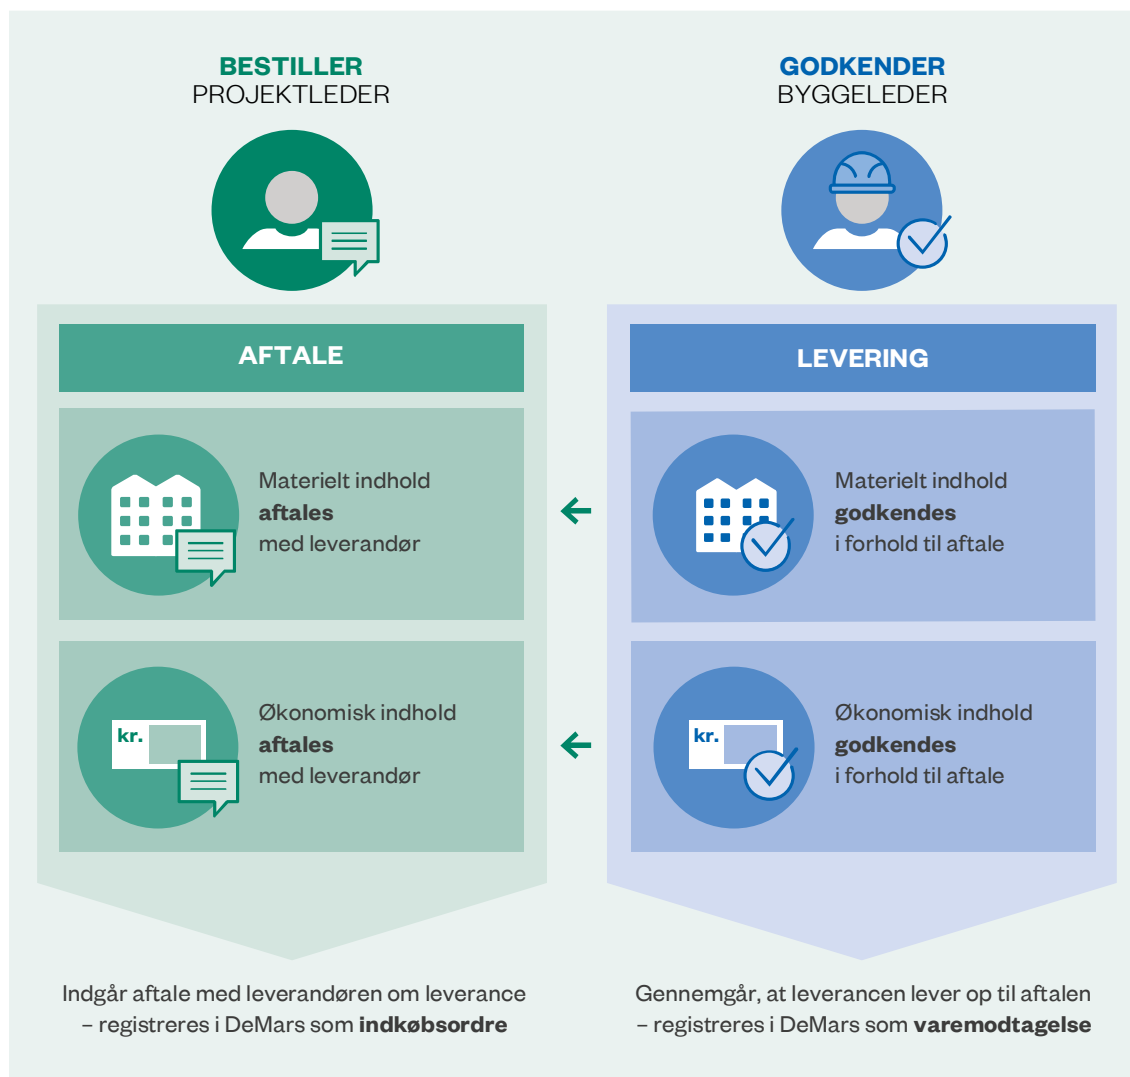 BESTILLER
PROJEKTLEDER
AFTALE
Materielt indhold
aftales
med leverandør
kr.
Økonomisk indhold
aftales
med leverandør
Indgår aftale med leverandøren om leverance
– registreres i DeMars som indkøbsordre
GODKENDER
BYGGELEDER
LEVERING
Materielt indhold
godkendes
i forhold til aftale
kr.
Økonomisk indhold
godkendes
i forhold til aftale
Gennemgår, at leverancen lever op til aftalen
– registreres i DeMars som varemodtagelse